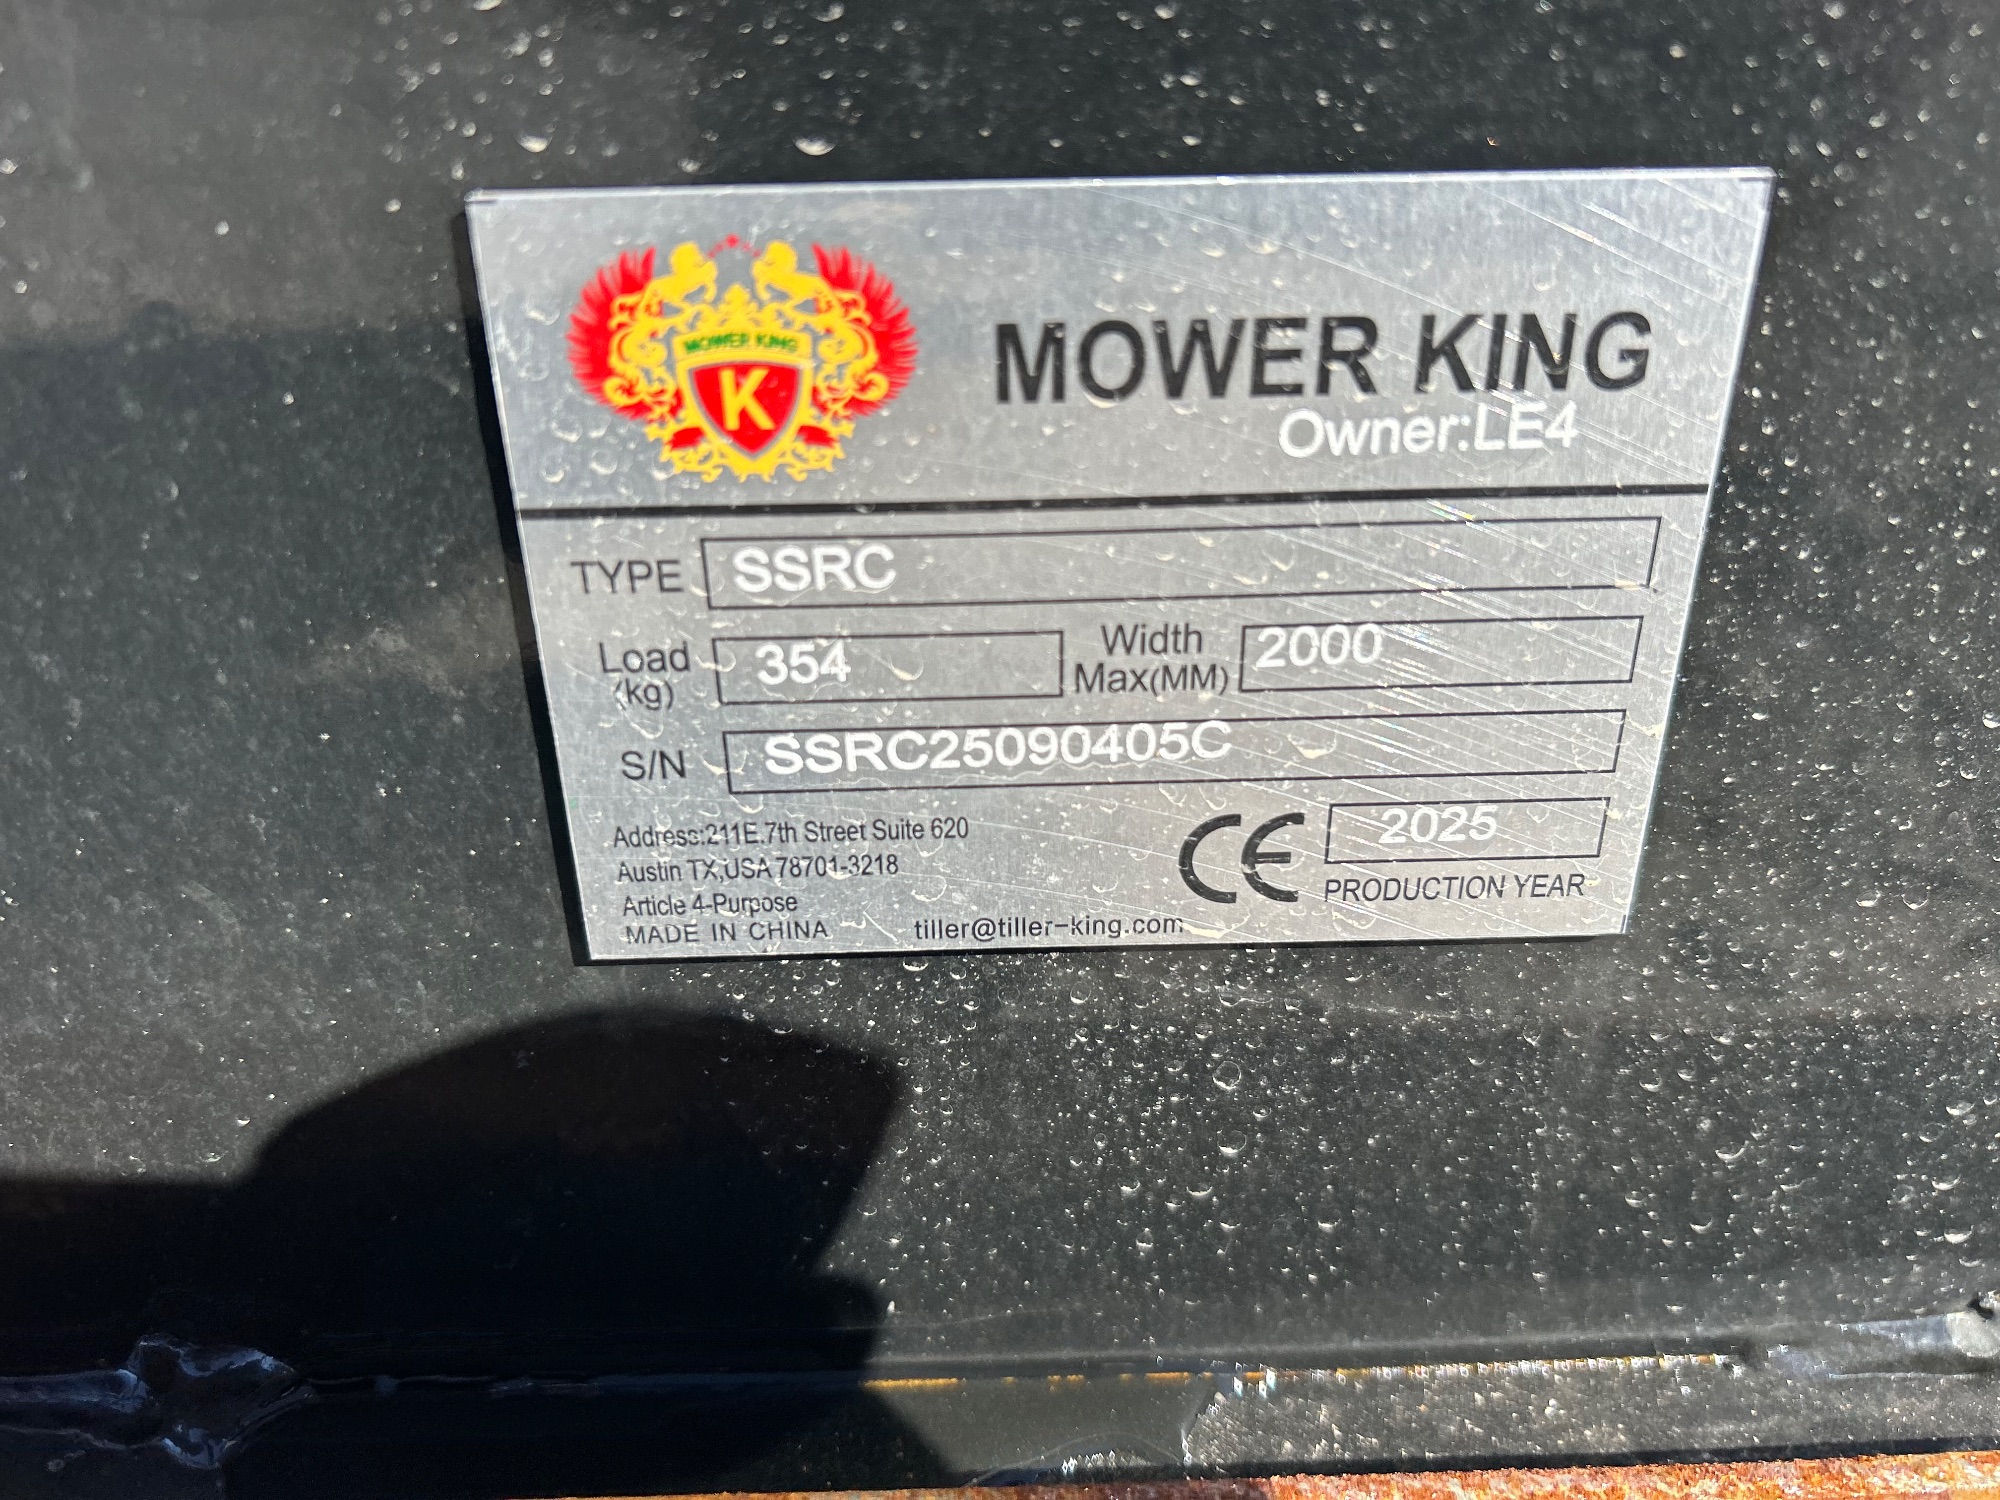 MOWER KING
K
MOWER KING
Owner:LE4
TYPE SSRC
Load (kg) 354 Width Max(MM) 2000
S/N SSRC25090405C
Address:211E.7th Street Suite 620
Austin TX,USA 78701-3218
Article 4-Purpose
MADE IN CHINA
tiller@tiller-king.com
CE 2025
PRODUCTION YEAR